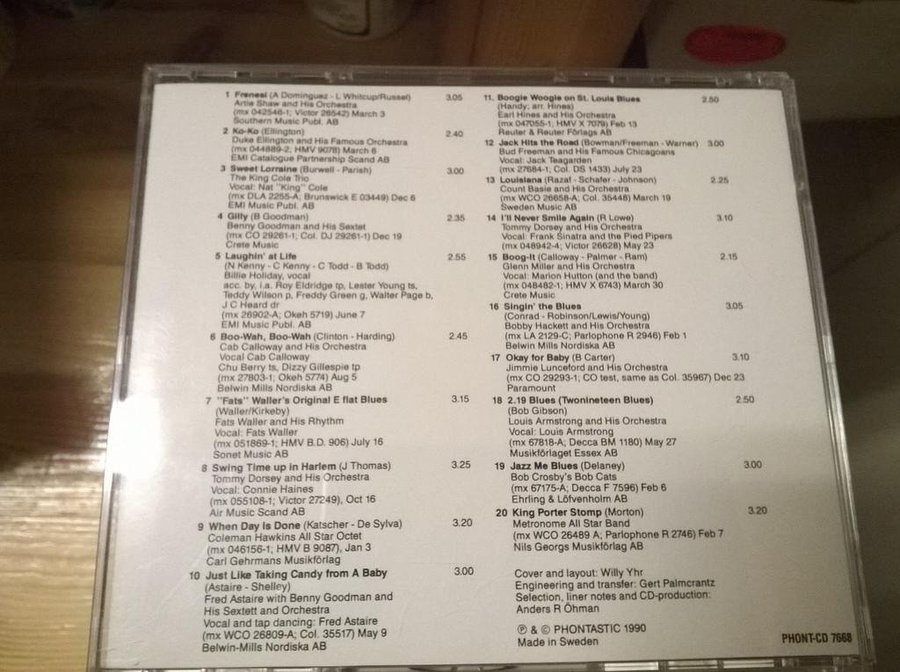 1 Frenesi (A Dominguez - L Whitcup/Russel) 3.05
Artie Shaw and His Orchestra
(mx 042546-1; Victor 26542) March 3
Southern Music Publ. AB
2 Ko-Ko (Ellington) 2.40
Duke Ellington and His Famous Orchestra
(mx 044889-2; HMV 9078) March 6
EMI Catalogue Partnership Scand AB
3 Sweet Lorraine (Burwell - Parish) 3.00
The King Cole Trio
Vocal: Nat "King" Cole
(mx DLA 2255-A; Brunswick E 03449) Dec 6
EMI Music Publ. AB
4 Gilly (B Goodman) 2.35
Benny Goodman and His Sextet
(mx CO 29261-1; Col. DJ 29261-1) Dec 19
Crete Music
5 Laughin' at Life 2.55
(N Kenny - C Kenny - C Todd - B Todd)
Billie Holiday, vocal
acc. by, i.a. Roy Eldridge tp, Lester Young ts,
Teddy Wilson p, Freddy Green g, Walter Page b,
J C Heard dr
(mx 26902-A; Okeh 5719) June 7
EMI Music Publ. AB
6 Boo-Wah, Boo-Wah (Clinton - Harding) 2.45
Cab Calloway and His Orchestra
Vocal Cab Calloway
Chu Berry ts, Dizzy Gillespie tp
(mx 27803-1; Okeh 5774) Aug 5
Belwin Mills Nordiska AB
7 "Fats" Waller's Original E flat Blues 3.15
(Waller/Kirkeby)
Fats Waller and His Rhythm
Vocal: Fats Waller
(mx 051869-1; HMV B.D. 906) July 16
Sonet Music AB
8 Swing Time up in Harlem (J Thomas) 3.25
Tommy Dorsey and His Orchestra
Vocal: Connie Haines
(mx 055108-1; Victor 27249), Oct 16
Air Music Scand AB
9 When Day is Done (Katscher - De Sylva) 3.20
Coleman Hawkins All Star Octet
(mx 046156-1; HMV B 9087), Jan 3
Carl Gehrmans Musikförlag
10 Just Like Taking Candy from A Baby 3.00
(Astaire - Shelley)
Fred Astaire with Benny Goodman and
His Sextett and Orchestra
Vocal and tap dancing: Fred Astaire
(mx WCO 26809-A; Col. 35517) May 9
Belwin-Mills Nordiska AB
11. Boogie Woogie on St. Louis Blues 2.50
(Handy; arr. Hines)
Earl Hines and His Orchestra
(mx 047055-1; HMV X 7079) Feb 13
Reuter & Reuter Förlags AB
12 Jack Hits the Road (Bowman/Freeman - Warner) 3.00
Bud Freeman and His Famous Chicagoans
Vocal: Jack Teagarden
(mx 27684-1; Col. DS 1433) July 23
13 Louisiana (Razaf - Schafer - Johnson) 2.25
Count Basie and His Orchestra
(mx WCO 26658-A; Col. 35448) March 19
Sweden Music AB
14 I'll Never Smile Again (R Lowe) 3.10
Tommy Dorsey and His Orchestra
Vocal: Frank Sinatra and the Pied Pipers
(mx 048942-4; Victor 26628) May 23
15 Boog-It (Calloway - Palmer - Ram) 2.15
Glenn Miller and His Orchestra
Vocal: Marion Hutton (and the band)
(mx 048482-1; HMV X 6743) March 30
Crete Music
16 Singin' the Blues 3.05
(Conrad - Robinson/Lewis/Young)
Bobby Hackett and His Orchestra
(mx LA 2129-C; Parlophone R 2946) Feb 1
Belwin Mills Nordiska AB
17 Okay for Baby (B Carter) 3.10
Jimmie Lunceford and His Orchestra
(mx CO 29293-1; CO test, same as Col. 35967) Dec 23
Paramount
18 2.19 Blues (Twonineteen Blues) 2.50
(Bob Gibson)
Louis Armstrong and His Orchestra
Vocal: Louis Armstrong
(mx 67818-A; Decca BM 1180) May 27
Musikförlaget Essex AB
19 Jazz Me Blues (Delaney) 3.00
Bob Crosby's Bob Cats
(mx 67175-A; Decca F 7596) Feb 6
Ehrling & Löfvenholm AB
20 King Porter Stomp (Morton) 3.20
Metronome All Star Band
(mx WCO 26489 A; Parlophone R 2746) Feb 7
Nils Georgs Musikförlag AB
Cover and layout: Willy Yhr
Engineering and transfer: Gert Palmcrantz
Selection, liner notes and CD-production:
Anders R Öhman
℗ & © PHONTASTIC 1990
Made in Sweden
PHONT-CD 7668